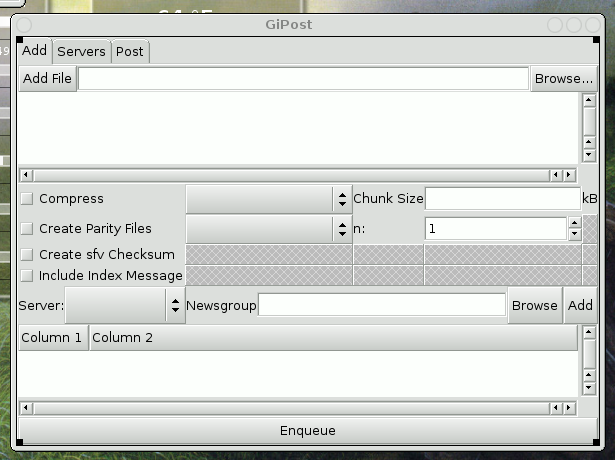 64 °F
GiPost
Add Servers Post
Add File Browse...
Compress Chunk Size kB
Create Parity Files n: 1
Create sfv Checksum
Include Index Message
Server: Newsgroup Browse Add
Column 1 Column 2
Enqueue